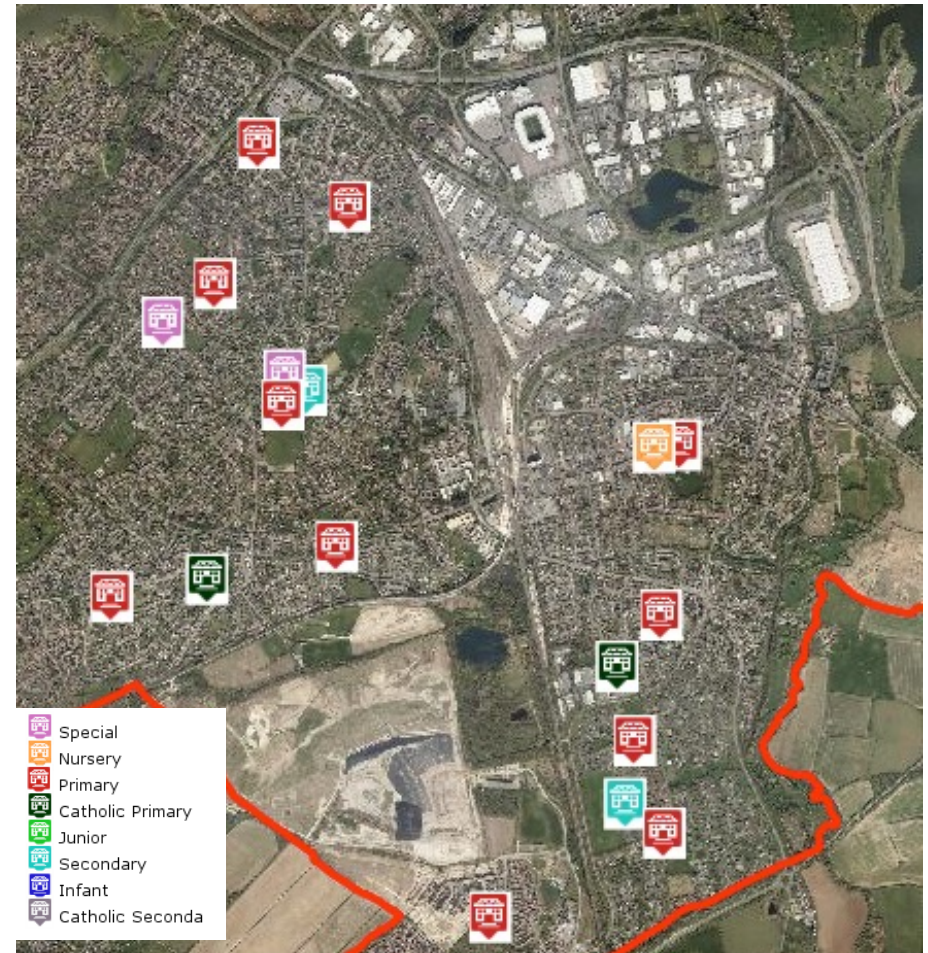 Special
Nursery
Primary
Catholic Primary
Junior
Secondary
Infant
Catholic Seconda